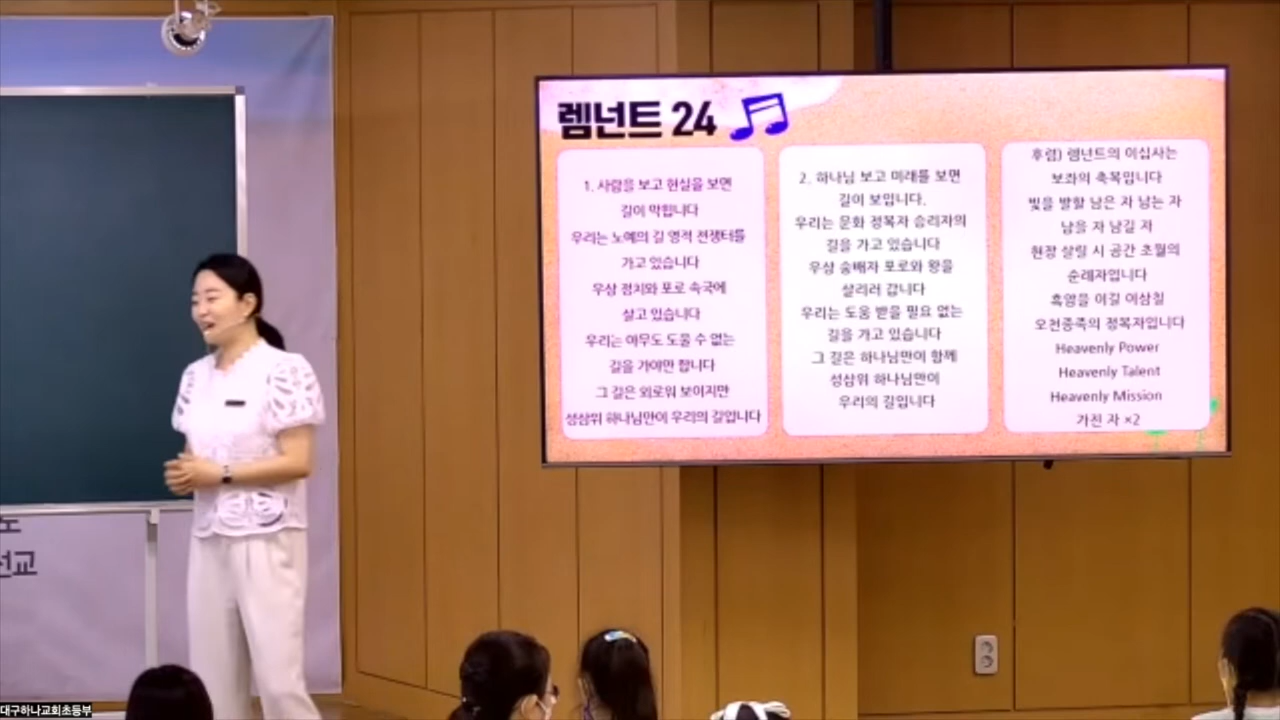 렘넌트 24
1. 사람을 보고 현실을 보면
길이 막힙니다
우리는 노예의 길 영적 전쟁터를
가고 있습니다
우상 정치와 포로 속국에
살고 있습니다
우리는 아무도 도울 수 없는
길을 가야만 합니다
그 길은 외로워 보이지만
성삼위 하나님만이 우리의 길입니다
2. 하나님 보고 미래를 보면
길이 보입니다.
우리는 문화 정복자 승리자의
길을 가고 있습니다
우상 숭배자 포로와 왕을
살리러 갑니다
우리는 도움 받을 필요 없는
길을 가고 있습니다
그 길은 하나님만이 함께
성삼위 하나님만이
우리의 길입니다
후렴) 렘넌트의 이십사는
보좌의 축복입니다
빛을 발할 남은 자 남는 자
남을 자 남길 자
현장 살릴 시 공간 초월의
순례자입니다
흑암을 이길 이삼칠
오천종족의 정복자입니다
Heavenly Power
Heavenly Talent
Heavenly Mission
가진 자 ×2
노
선교
대구하나교회초등부